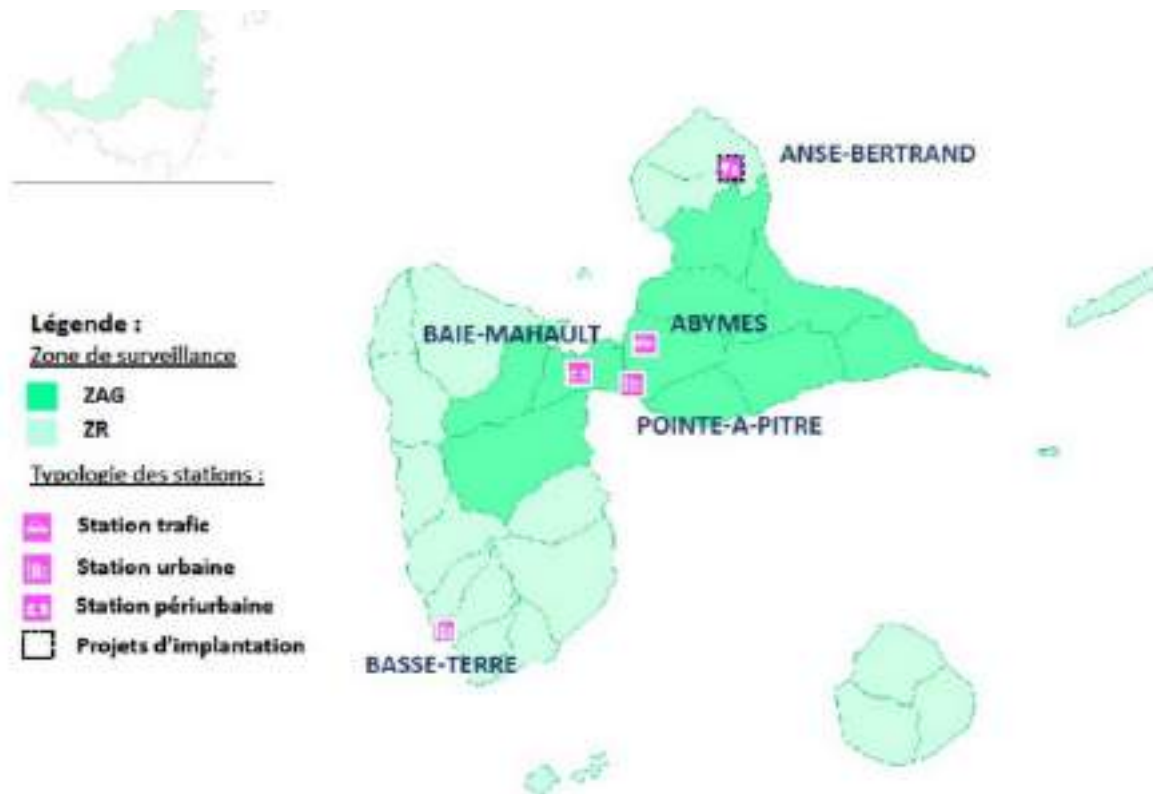 ANSE-BERTRAND
ABYMES
BAIE-MAHAULT
POINTE-A-PITRE
BASSE-TERRE
Légende :
Zone de surveillance
ZAG
ZR
Typologie des stations :
Station trafic
Station urbaine
Station périurbaine
Projets d'implantation